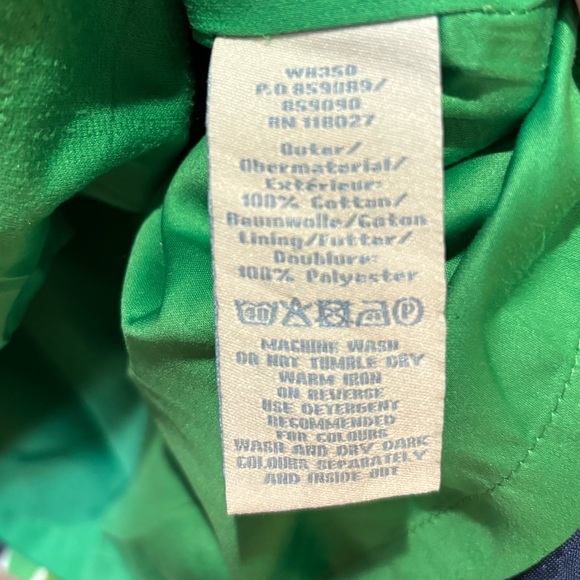 WH350
P.O 859089/
859090
RN 118027
Outer/
Obermaterial/
Extérieur:
100% Cotton/
Baumwolle/Coton
Lining/Futter/
Doublure:
100% Polyester
40 P
MACHINE WASH
DO NOT TUMBLE DRY
WARM IRON
ON REVERSE
USE DETERGENT
RECOMMENDED
FOR COLOURS
WASH AND DRY DARK
COLOURS SEPARATELY
AND INSIDE OUT